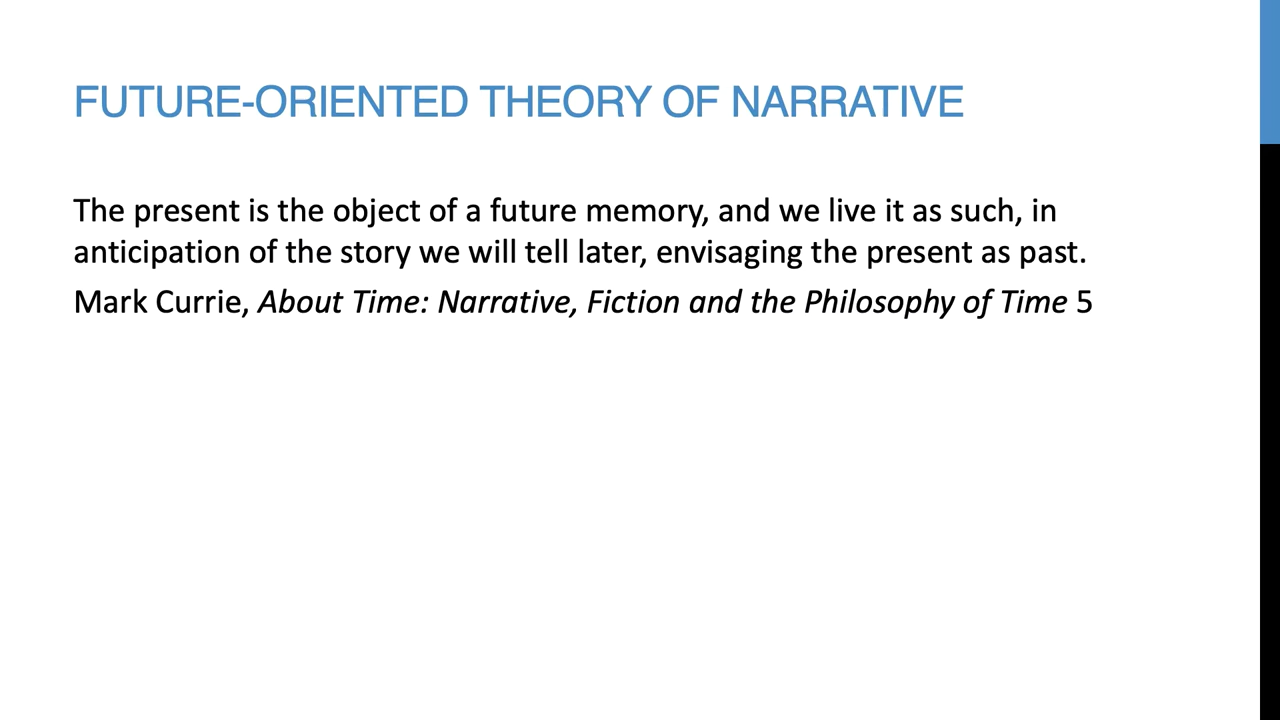 FUTURE-ORIENTED THEORY OF NARRATIVE
The present is the object of a future memory, and we live it as such, in
anticipation of the story we will tell later, envisaging the present as past.
Mark Currie, About Time: Narrative, Fiction and the Philosophy of Time 5